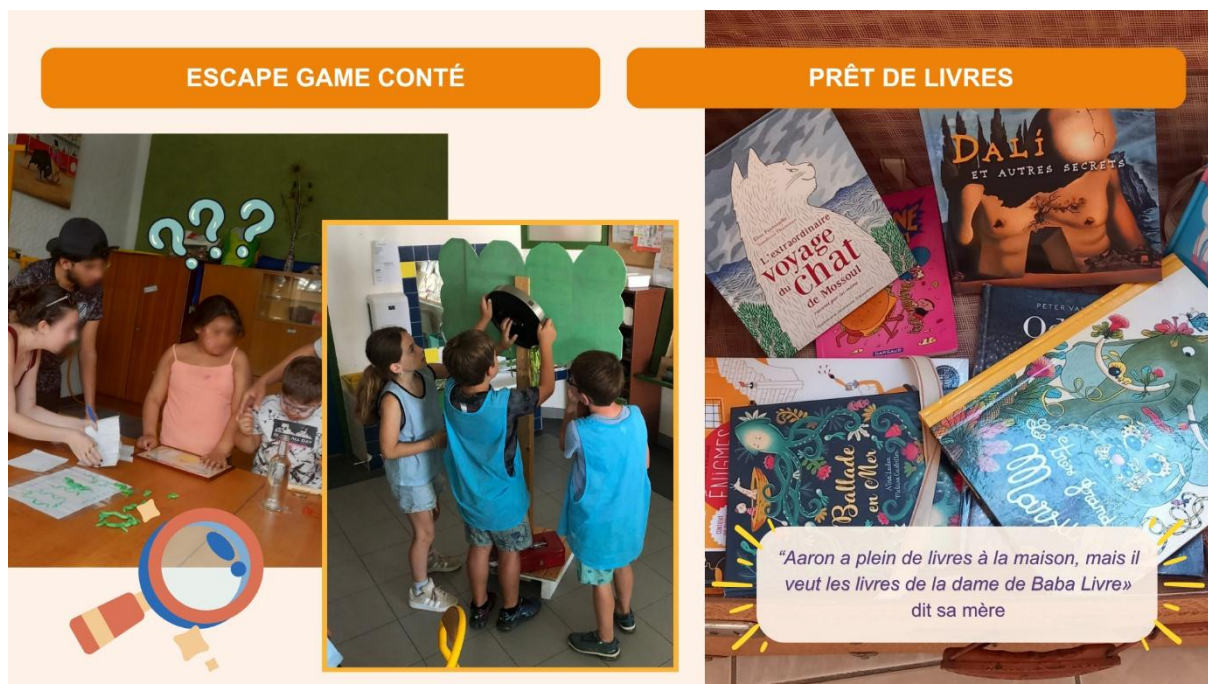 ESCAPE GAME CONTÉ
PRÊT DE LIVRES
???
DALÍ
ET AUTRES SECRETS
L'extraordinaire
voyage
du chat
de Mossoul
DARGAUD
PETER VA
ÉNIGMES
Ballade
en Mer
“Aaron a plein de livres à la maison, mais il
veut les livres de la dame de Baba Livre»
dit sa mère